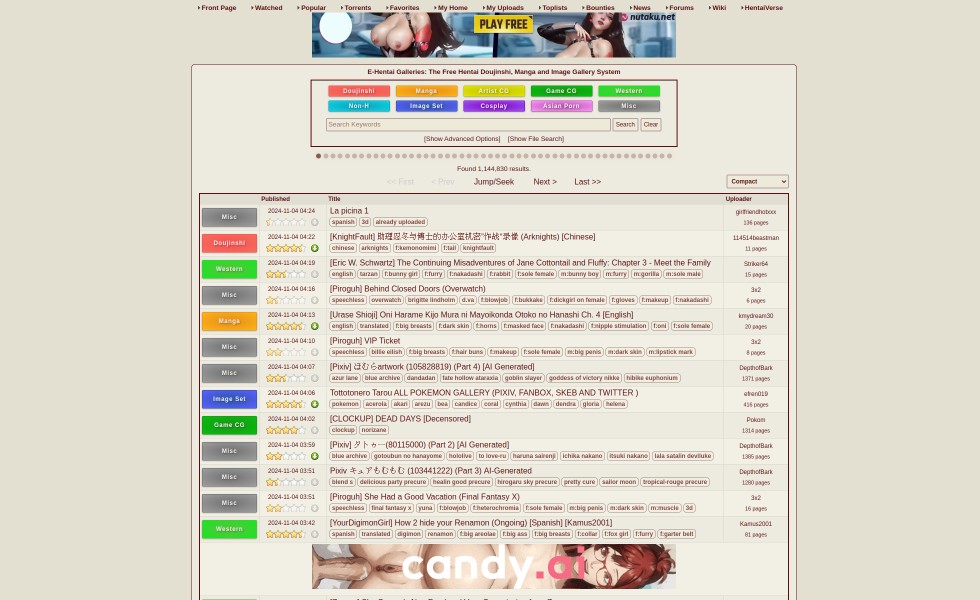 Front Page Watched Popular Torrents Favorites My Home My Uploads Toplists Bounties News Forums Wiki HentaiVerse
PLAY FREE nutaku.net
E-Hentai Galleries: The Free Hentai Doujinshi, Manga and Image Gallery System
Doujinshi Manga Artist CG Game CG Western
Non-H Image Set Cosplay Asian Porn Misc
Search Keywords Search Clear
[Show Advanced Options] [Show File Search]
Found 1,144,830 results.
<< First < Prev Jump/Seek Next > Last >> Compact
Published Title Uploader
Misc 2024-11-04 04:24 La picina 1 girlfriendhotxxx
spanish 3d already uploaded 136 pages
Doujinshi 2024-11-04 04:22 [KnightFault] 助理忍冬与博士的办公室机密"作战"录像 (Arknights) [Chinese] 114514beastman
chinese arknights f:kemonomimi f:tail knightfault 11 pages
Western 2024-11-04 04:19 [Eric W. Schwartz] The Continuing Misadventures of Jane Cottontail and Fluffy: Chapter 3 - Meet the Family Striker64
english tarzan f:bunny girl f:furry f:nakadashi f:rabbit f:sole female m:bunny boy m:furry m:gorilla m:sole male 15 pages
Misc 2024-11-04 04:16 [Piroguh] Behind Closed Doors (Overwatch) 3x2
speechless overwatch brigitte lindholm d.va f:blowjob f:bukkake f:dickgirl on female f:gloves f:makeup f:nakadashi 6 pages
Manga 2024-11-04 04:13 [Urase Shioji] Oni Harame Kijo Mura ni Mayoikonda Otoko no Hanashi Ch. 4 [English] kmydream30
english translated f:big breasts f:dark skin f:horns f:masked face f:nakadashi f:nipple stimulation f:oni f:sole female 20 pages
Misc 2024-11-04 04:10 [Piroguh] VIP Ticket 3x2
speechless billie eilish f:big breasts f:hair buns f:makeup f:sole female m:big penis m:dark skin m:lipstick mark 8 pages
Misc 2024-11-04 04:07 [Pixiv] ほむらartwork (105828819) (Part 4) [AI Generated] DepthofBark
azur lane blue archive dandadan fate hollow ataraxia goblin slayer goddess of victory nikke hibike euphonium 1371 pages
Image Set 2024-11-04 04:06 Tottotonero Tarou ALL POKEMON GALLERY (PIXIV, FANBOX, SKEB AND TWITTER ) efren019
pokemon acerola akari arezu bea candice coral cynthia dawn dendra gloria helena 416 pages
Game CG 2024-11-04 04:02 [CLOCKUP] DEAD DAYS [Decensored] Pokom
clockup norizane 1314 pages
Misc 2024-11-04 03:59 [Pixiv] 夕トゥー(80115000) (Part 2) [AI Generated] DepthofBark
blue archive gotoubun no hanayome hololive to love-ru haruna sairenji ichika nakano itsuki nakano lala satalin deviluke 1385 pages
Misc 2024-11-04 03:51 Pixiv キュアもむもむ (103441222) (Part 3) AI-Generated DepthofBark
blend s delicious party precure healin good precure hirogaru sky precure pretty cure sailor moon tropical-rouge precure 1280 pages
Misc 2024-11-04 03:51 [Piroguh] She Had a Good Vacation (Final Fantasy X) 3x2
speechless final fantasy x yuna f:blowjob f:heterochromia f:sole female m:big penis m:dark skin m:muscle 3d 16 pages
Western 2024-11-04 03:42 [YourDigimonGirl] How 2 hide your Renamon (Ongoing) [Spanish] [Kamus2001] Kamus2001
spanish translated digimon renamon f:big areolae f:big ass f:big breasts f:collar f:fox girl f:furry f:garter belt 81 pages
candy.ai